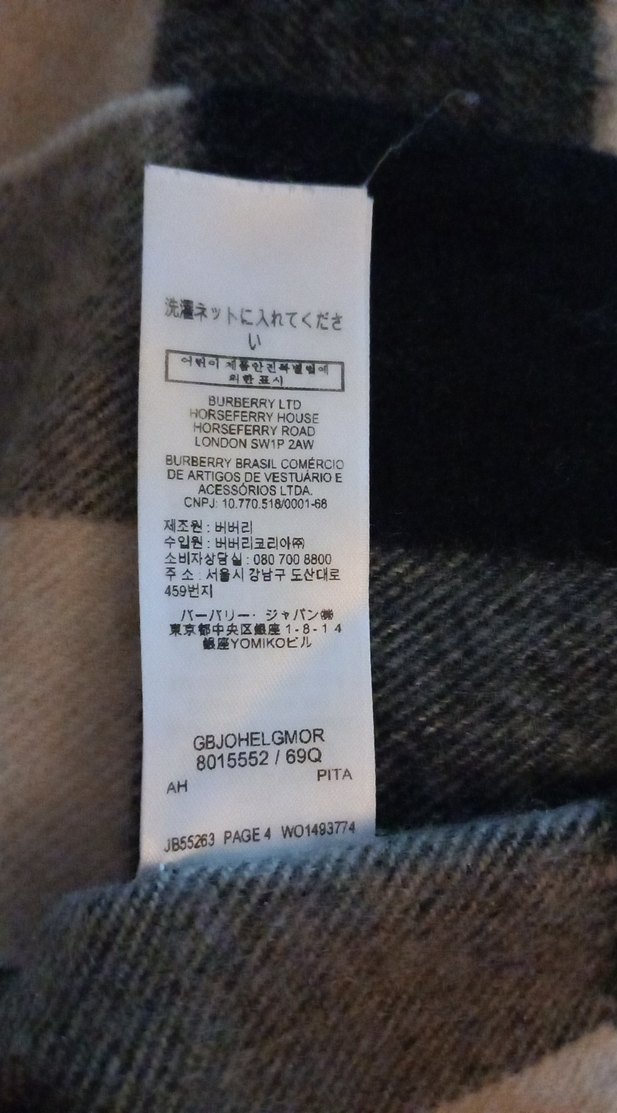 洗濯ネットに入れてくださ
い
어린이 제품안전특별법에
의한 표시
BURBERRY LTD
HORSEFERRY HOUSE
HORSEFERRY ROAD
LONDON SW1P 2AW
BURBERRY BRASIL COMÉRCIO
DE ARTIGOS DE VESTUÁRIO E
ACESSÓRIOS LTDA.
CNPJ: 10.770.518/0001-68
제조원 : 버버리
수입원 : 버버리코리아㈜
소비자상담실 : 080 700 8800
주 소 : 서울시 강남구 도산대로
459번지
バーバリー・ジャパン㈱
東京都中央区銀座 1 - 8 - 1 4
銀座YOMIKOビル
GBJOHELGMOR
8015552 / 69Q
AH PITA
JB55263 PAGE 4 WO1493774